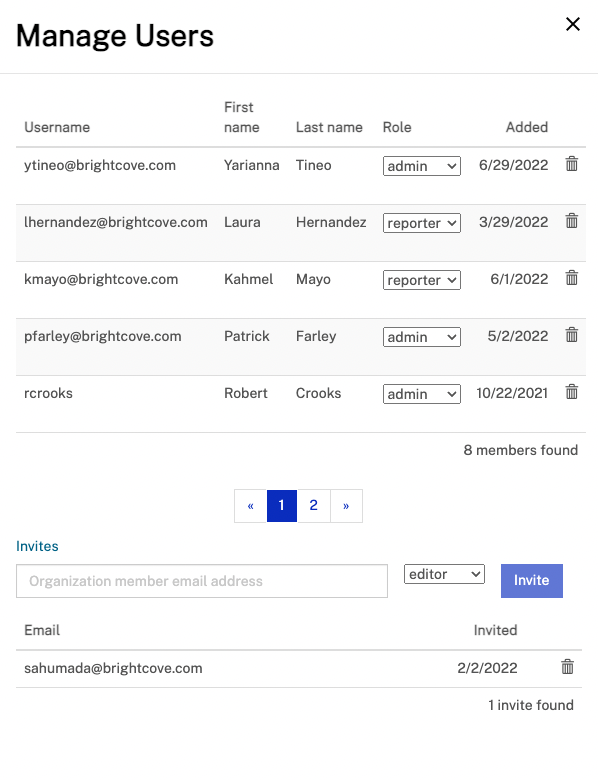 Manage Users
Username First name Last name Role Added
ytineo@brightcove.com Yarianna Tineo admin 6/29/2022
lhernandez@brightcove.com Laura Hernandez reporter 3/29/2022
kmayo@brightcove.com Kahmel Mayo reporter 6/1/2022
pfarley@brightcove.com Patrick Farley admin 5/2/2022
rcrooks Robert Crooks admin 10/22/2021
8 members found
« 1 2 »
Invites
Organization member email address editor Invite
Email Invited
sahumada@brightcove.com 2/2/2022
1 invite found